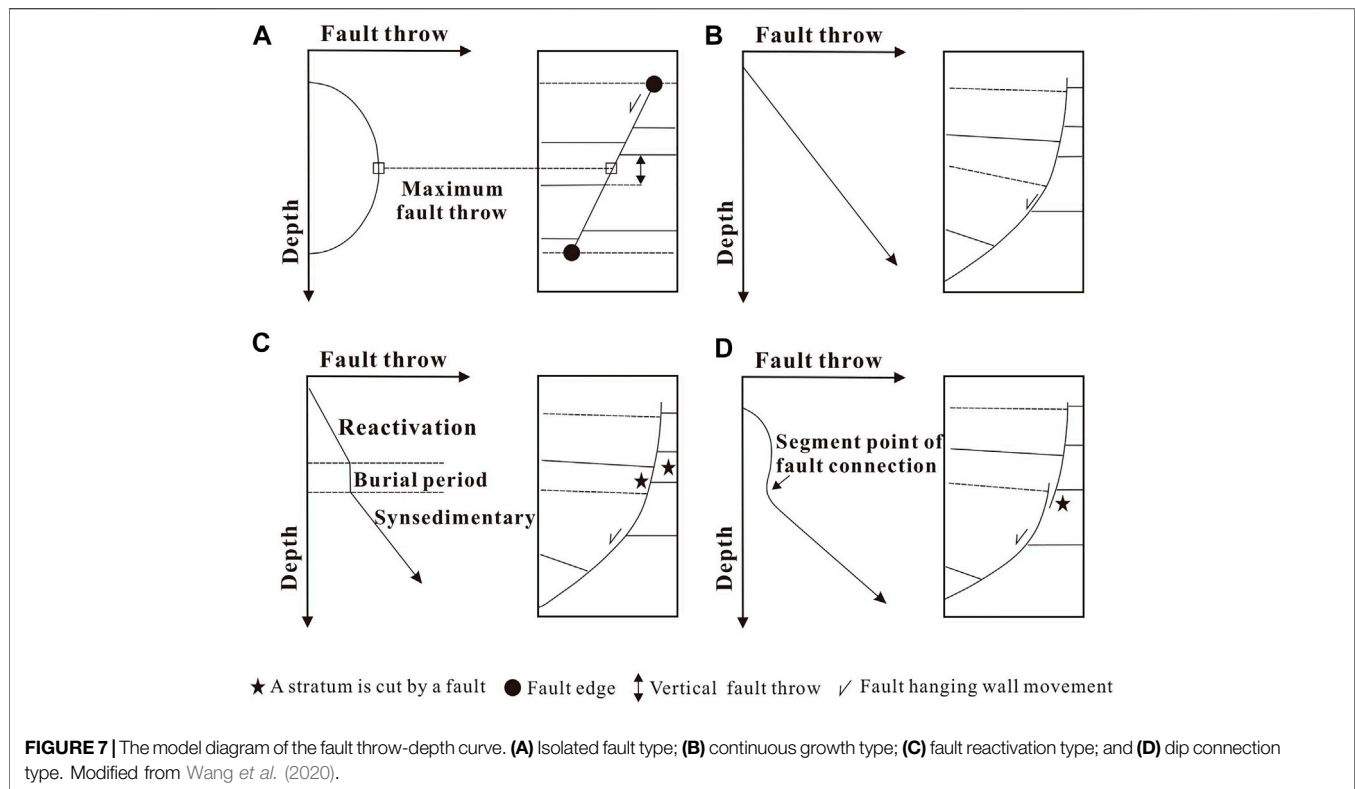 A
Fault throw
Depth
Maximum
fault throw
B
Fault throw
Depth
C
Fault throw
Depth
Reactivation
Burial period
Synsedimentary
D
Fault throw
Depth
Segment point of
fault connection
★ A stratum is cut by a fault ● Fault edge ↕ Vertical fault throw Fault hanging wall movement
FIGURE 7 | The model diagram of the fault throw-depth curve. (A) Isolated fault type; (B) continuous growth type; (C) fault reactivation type; and (D) dip connection
type. Modified from Wang et al. (2020).